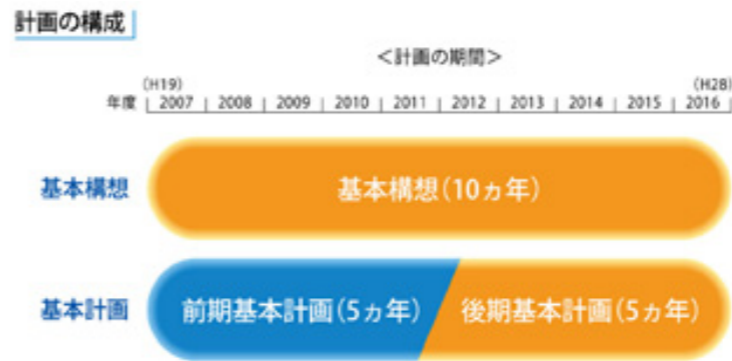 計画の構成
＜計画の期間＞
(H19) (H28)
年度 | 2007 | 2008 | 2009 | 2010 | 2011 | 2012 | 2013 | 2014 | 2015 | 2016 |
基本構想 基本構想(10ヵ年)
基本計画 前期基本計画(5ヵ年) 後期基本計画(5ヵ年)